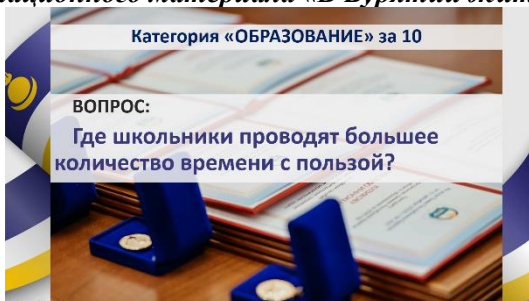 Категория «ОБРАЗОВАНИЕ» за 10
ВОПРОС:
Где школьники проводят большее
количество времени с пользой?